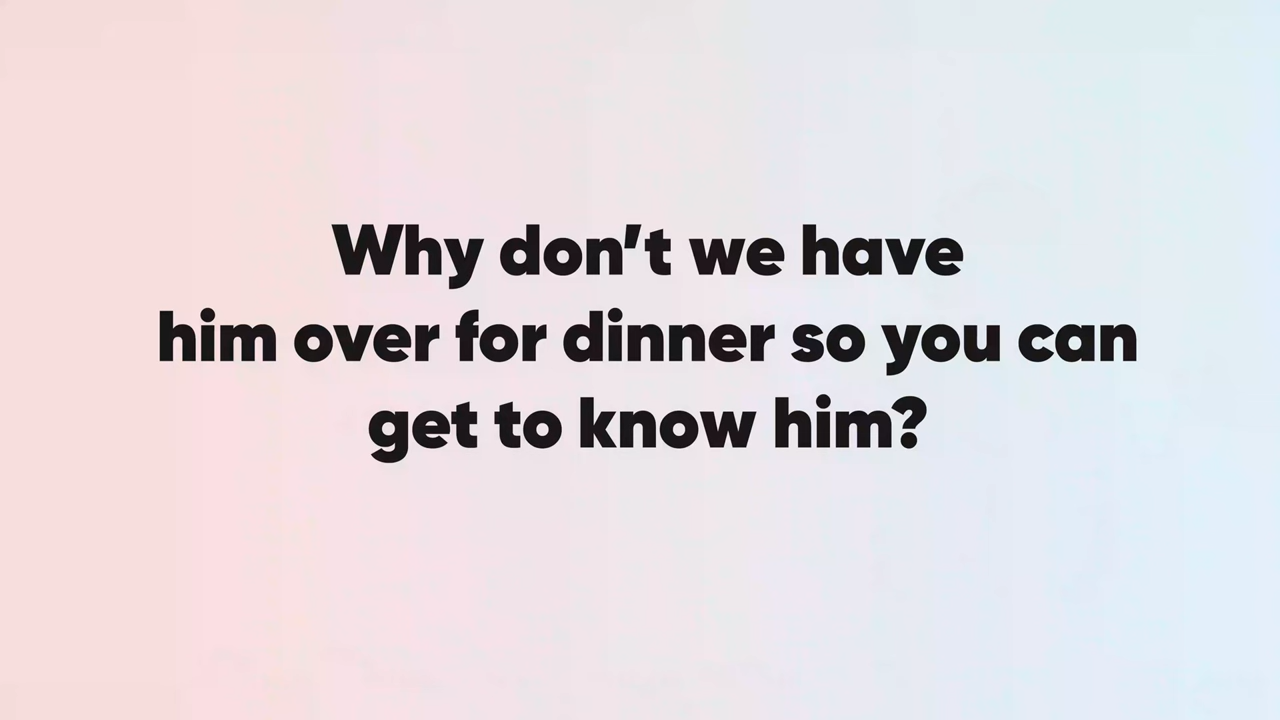 Why don’t we have
him over for dinner so you can
get to know him?